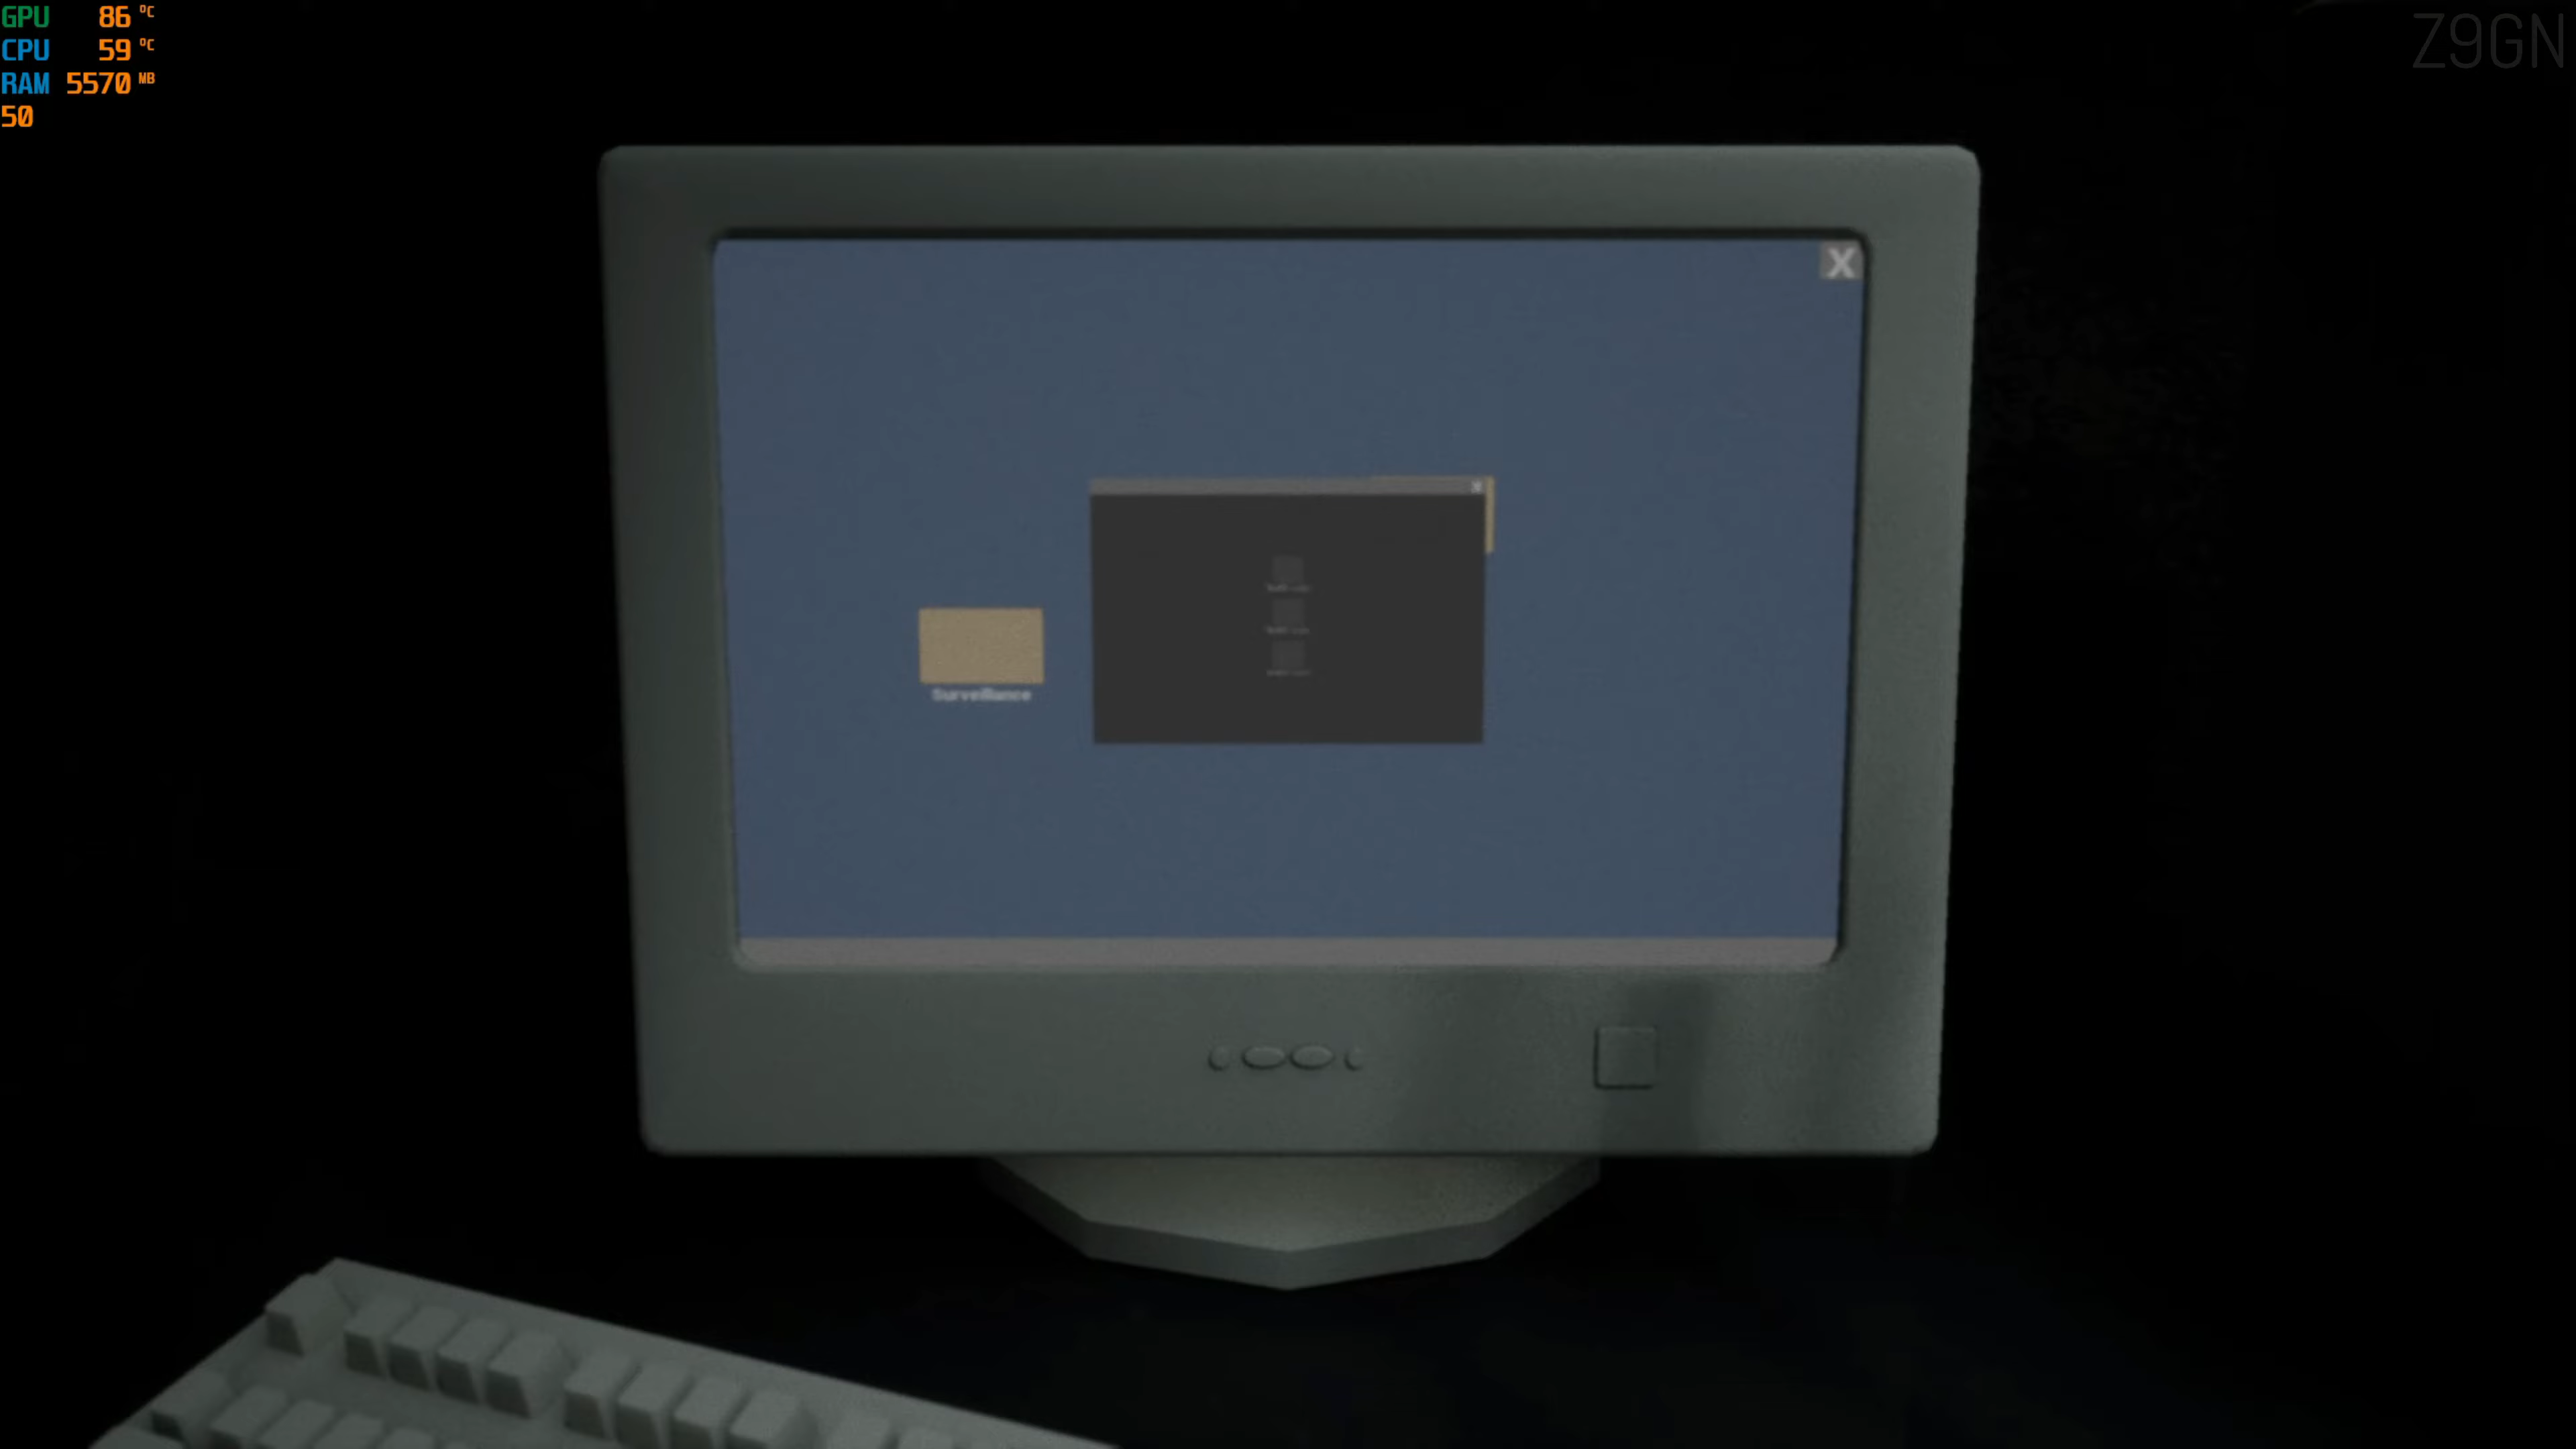 GPU 86 °C
CPU 59 °C
RAM 5570 MB
50
Z9GN
X
x
Surveillance